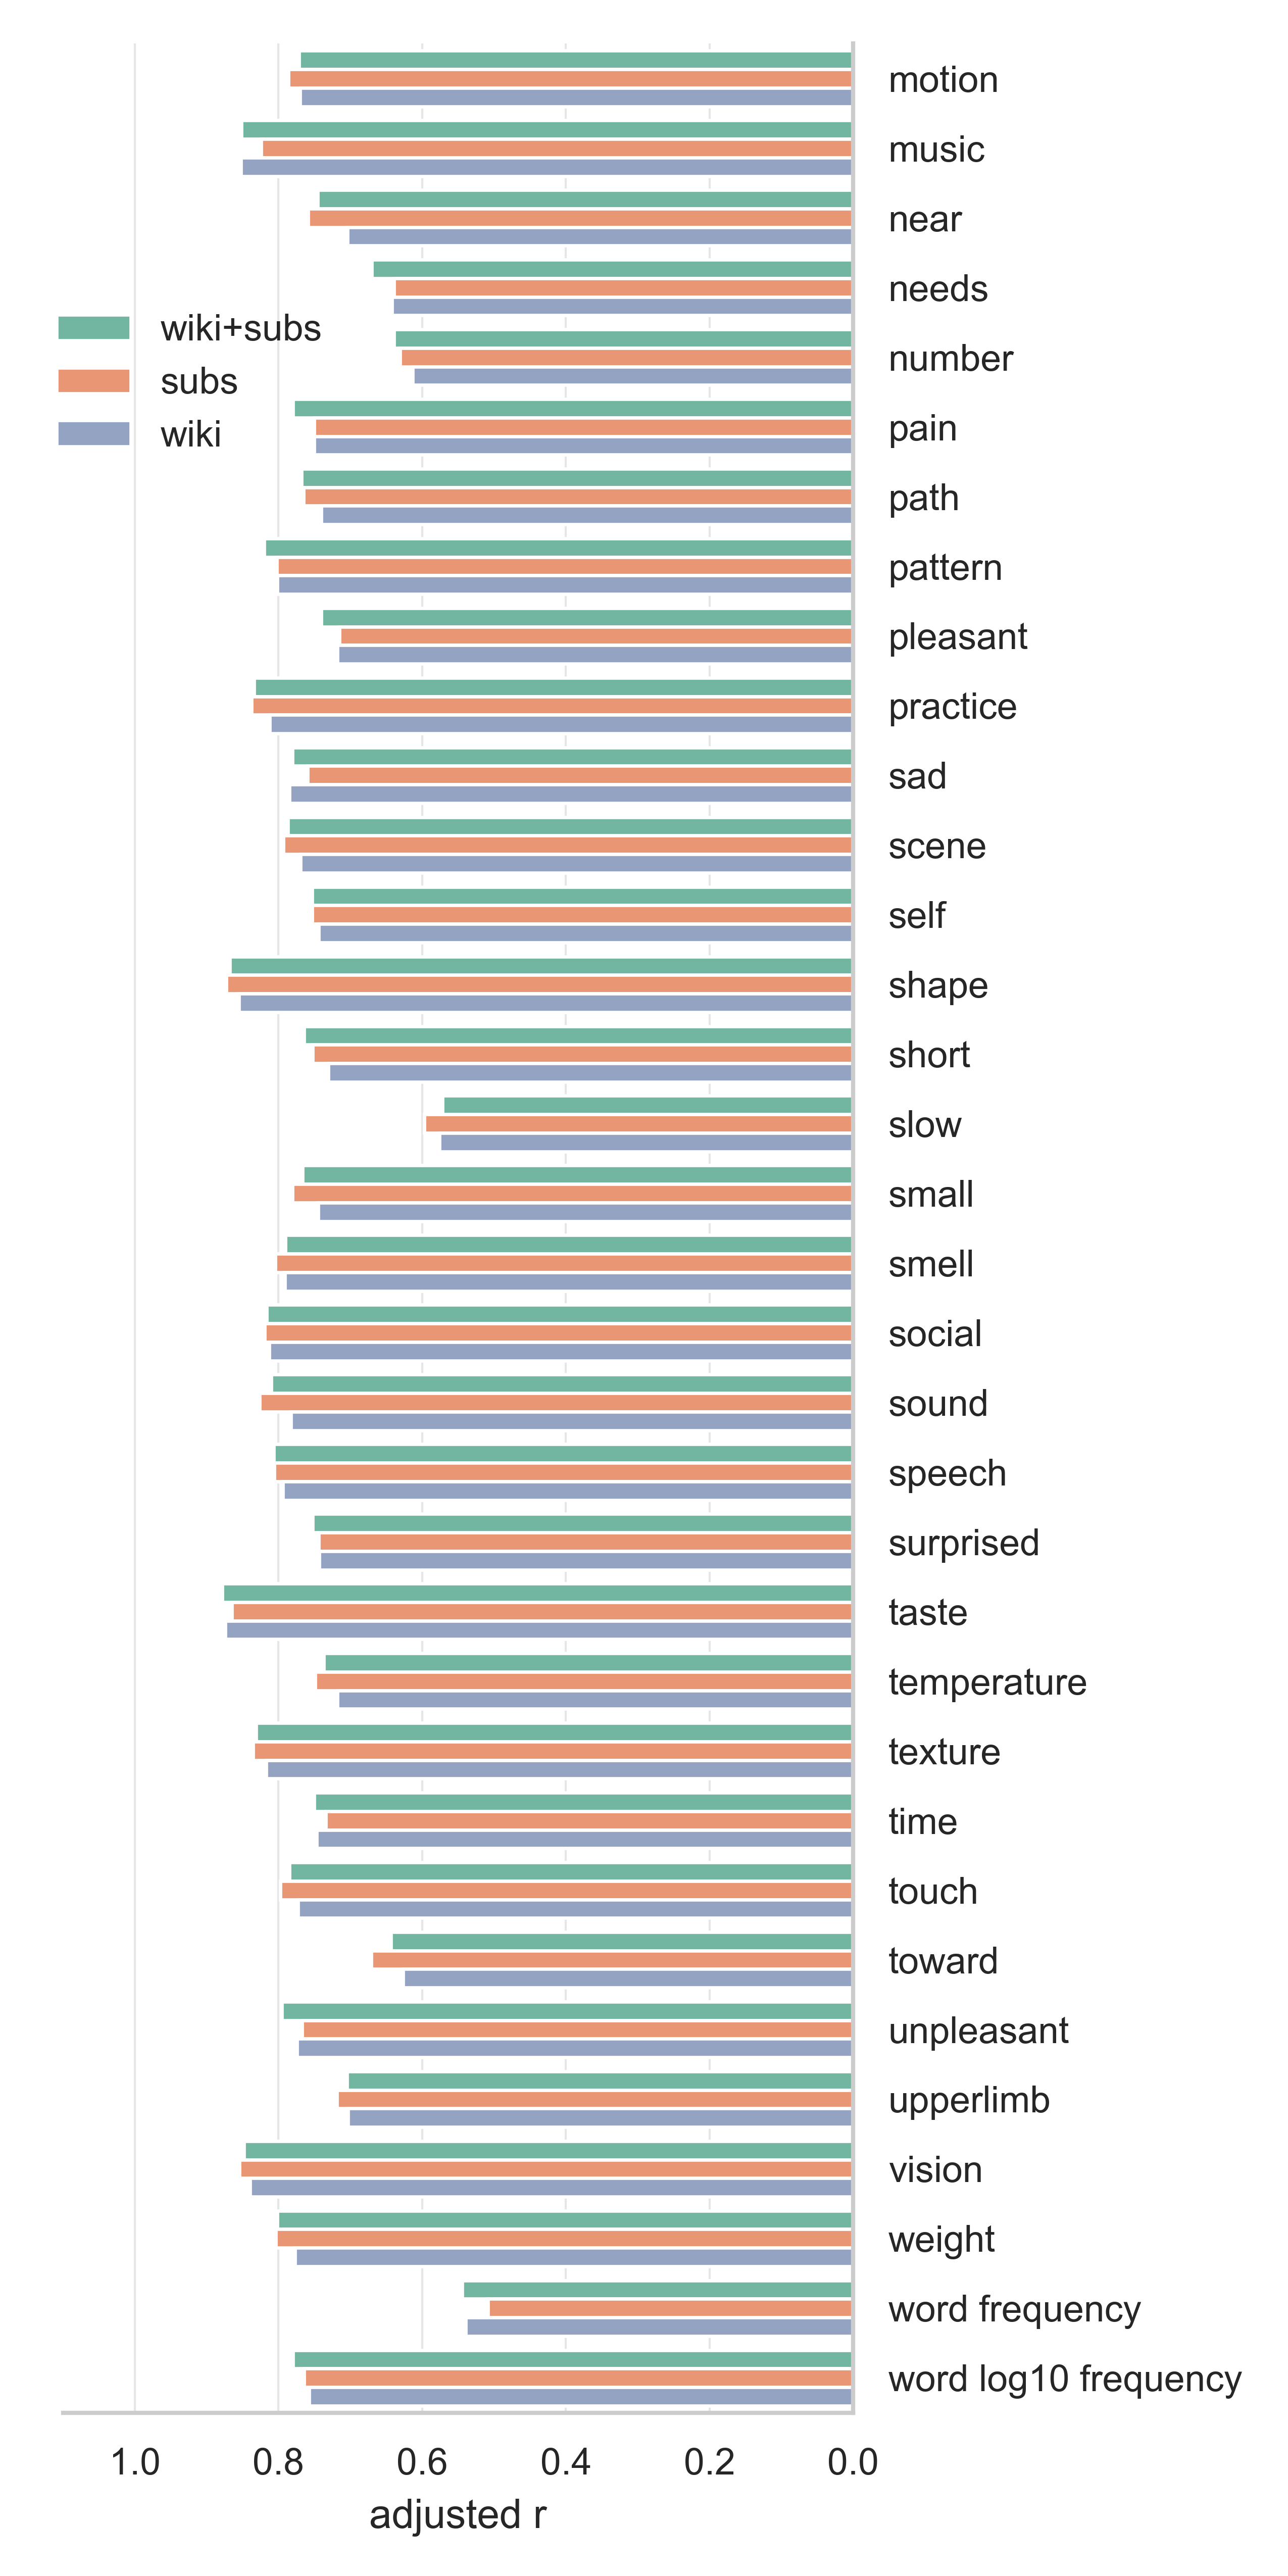 motion
music
near
needs
number
pain
path
pattern
pleasant
practice
sad
scene
self
shape
short
slow
small
smell
social
sound
speech
surprised
taste
temperature
texture
time
touch
toward
unpleasant
upperlimb
vision
weight
word frequency
word log10 frequency
wiki+subs
subs
wiki
1.0 0.8 0.6 0.4 0.2 0.0
adjusted r